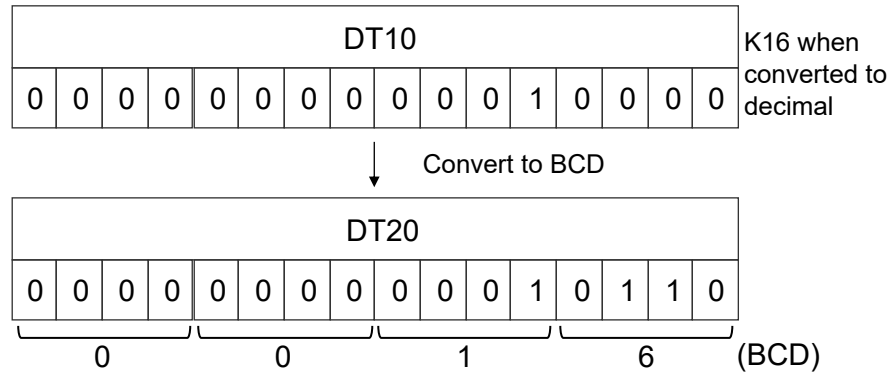 DT10
K16 when
converted to
decimal
0 0 0 0 0 0 0 0 0 0 0 1 0 0 0 0
Convert to BCD
DT20
0 0 0 0 0 0 0 0 0 0 0 1 0 1 1 0
0 0 1 6 (BCD)